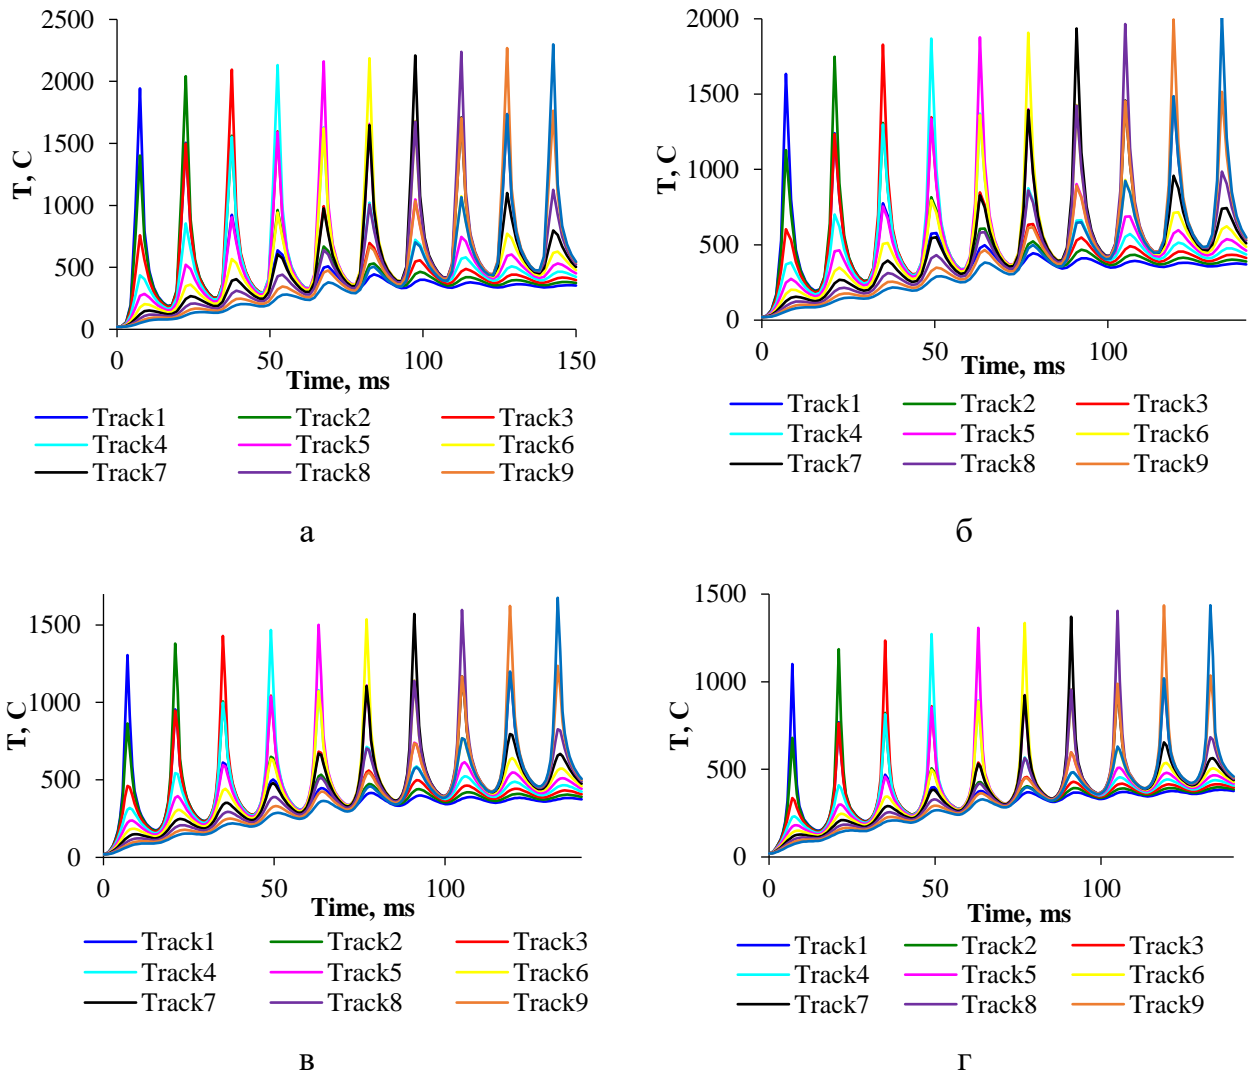 2500
2000
1500
1000
500
0
T, C
0
50
100
150
Time, ms
Track1
Track2
Track3
Track4
Track5
Track6
Track7
Track8
Track9
а
2000
1500
1000
500
0
T, C
0
50
100
Time, ms
Track1
Track2
Track3
Track4
Track5
Track6
Track7
Track8
Track9
б
1500
1000
500
0
T, C
0
50
100
Time, ms
Track1
Track2
Track3
Track4
Track5
Track6
Track7
Track8
Track9
в
1500
1000
500
0
T, C
0
50
100
Time, ms
Track1
Track2
Track3
Track4
Track5
Track6
Track7
Track8
Track9
г